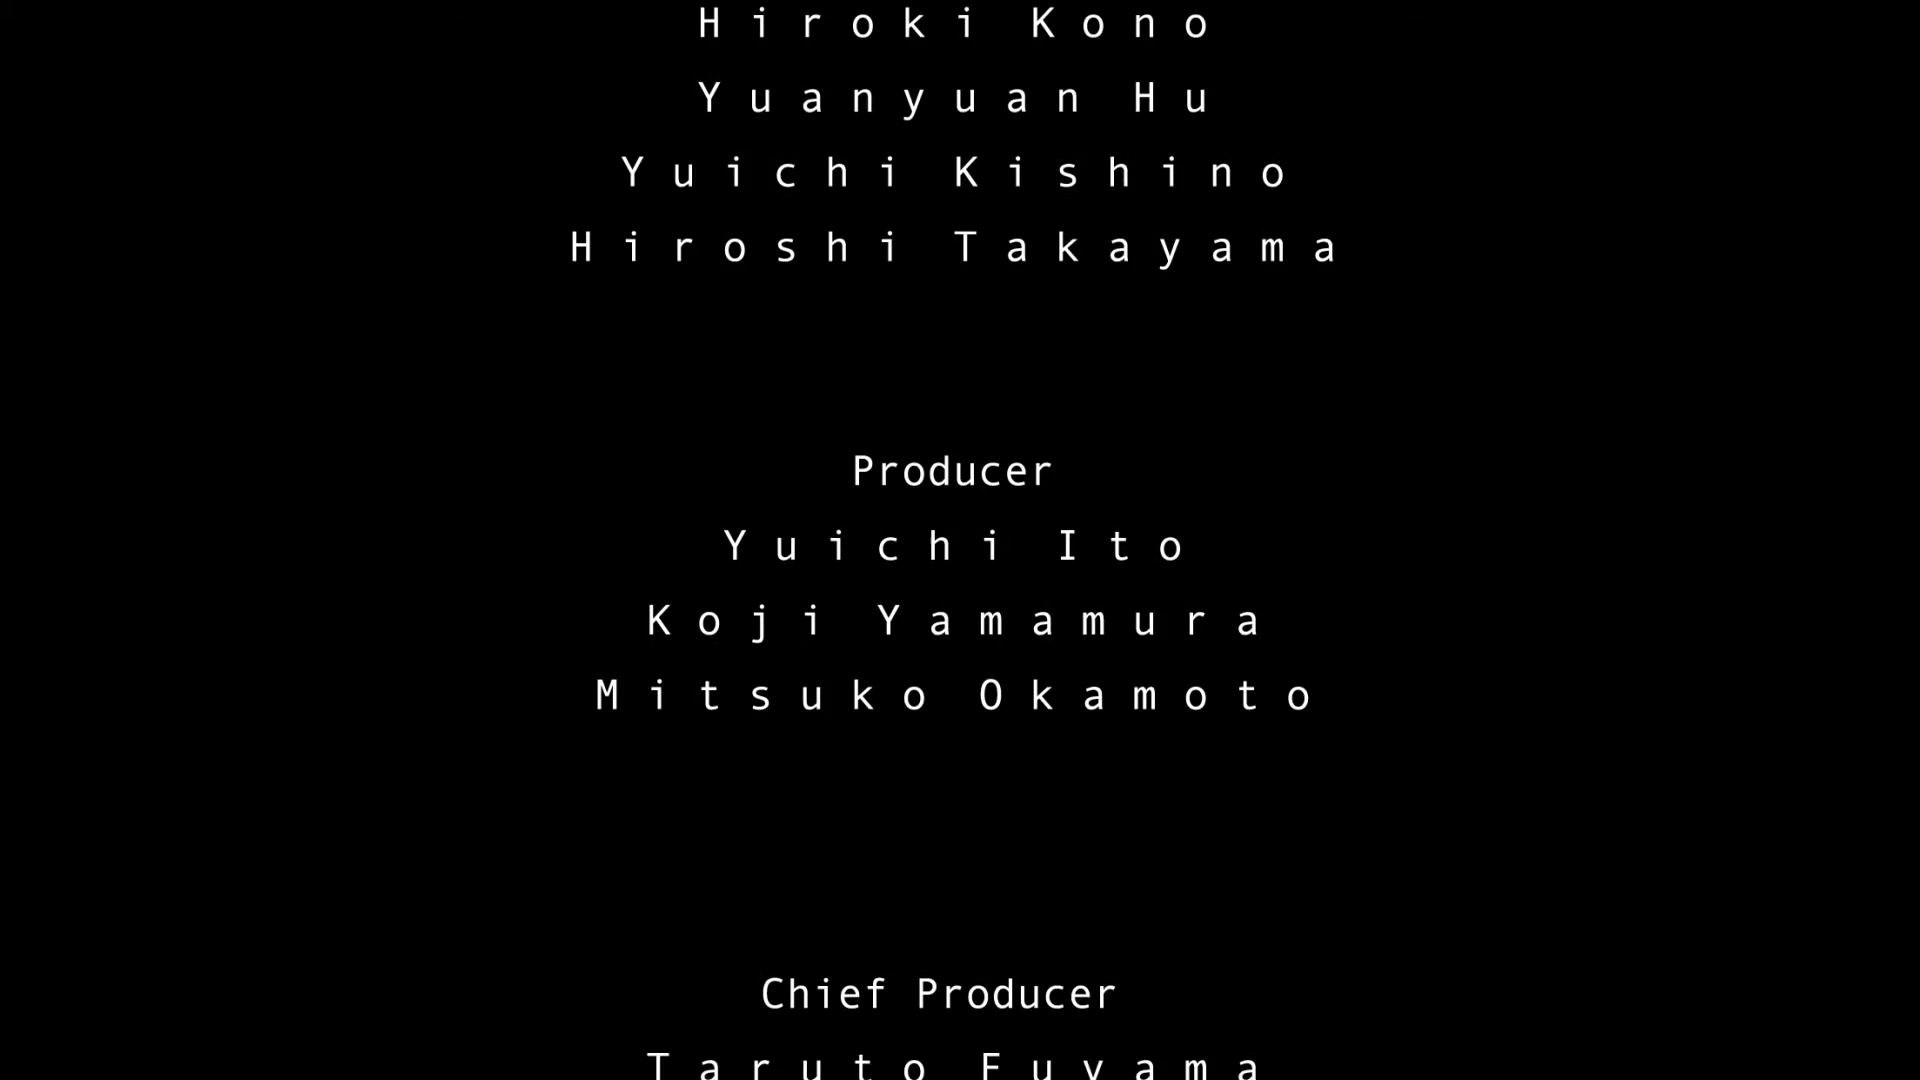 Hiroki Kono
Yuanyuan Hu
Yuichi Kishino
Hiroshi Takayama
Producer
Yuichi Ito
Koji Yamamura
Mitsuko Okamoto
Chief Producer
Taruto Fuyama